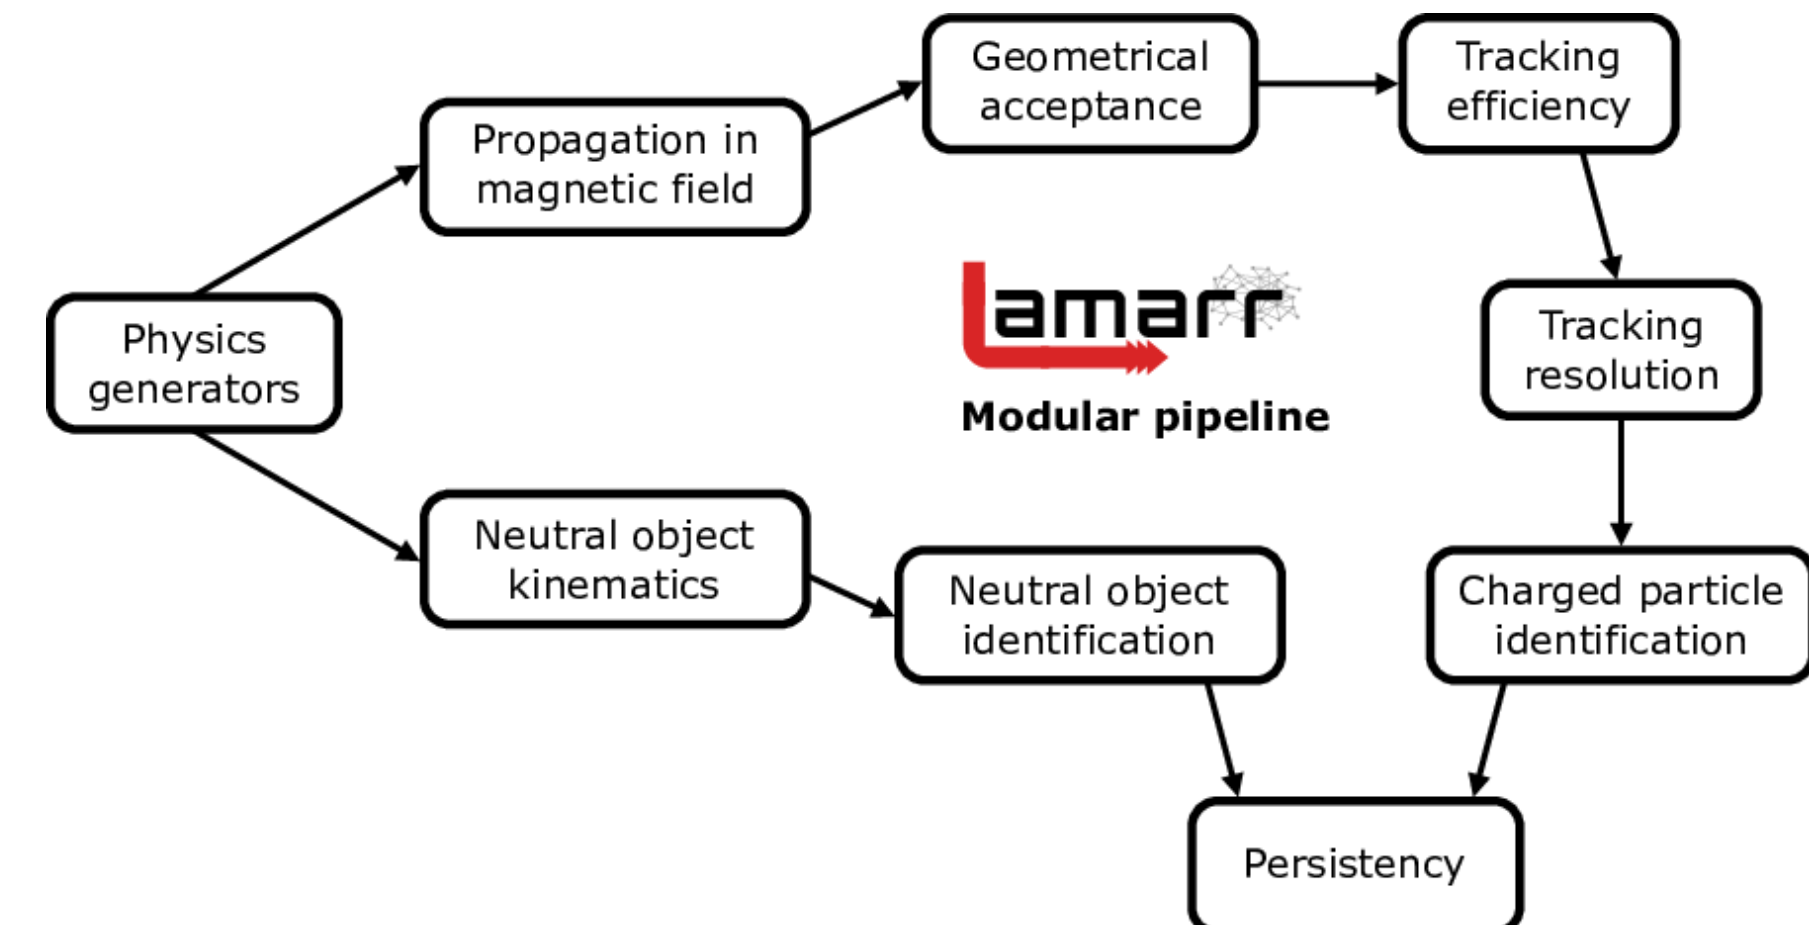 Geometrical
acceptance
Tracking
efficiency
Propagation in
magnetic field
Physics
generators
Lamarr
Modular pipeline
Tracking
resolution
Neutral object
kinematics
Neutral object
identification
Charged particle
identification
Persistency